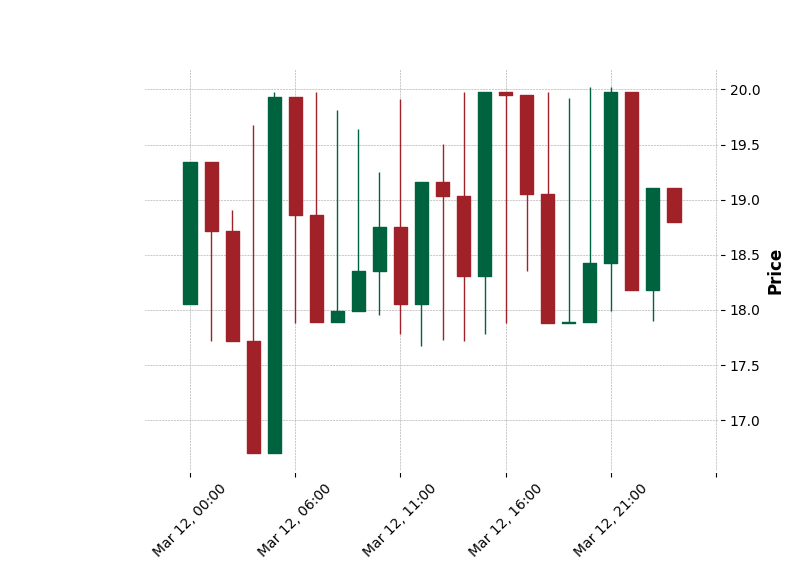 20.0
19.5
19.0
18.5
18.0
17.5
17.0
Price
Mar 12, 00:00
Mar 12, 06:00
Mar 12, 11:00
Mar 12, 16:00
Mar 12, 21:00